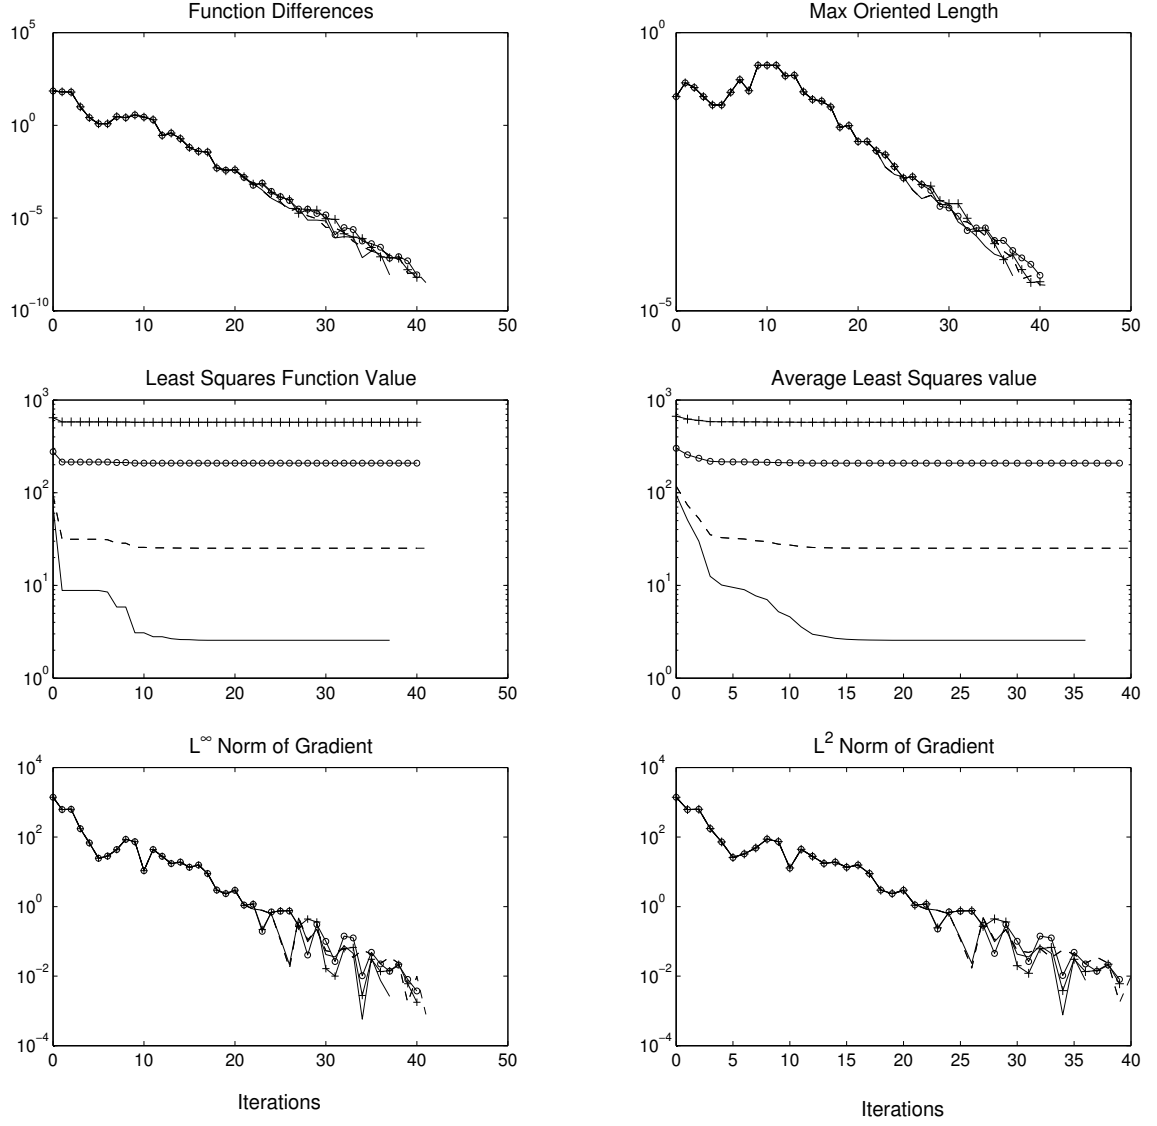 Function Differences
10^5
10^0
10^-5
10^-10
0 10 20 30 40 50
Max Oriented Length
10^0
10^-5
0 10 20 30 40 50
Least Squares Function Value
10^3
10^2
10^1
10^0
0 10 20 30 40 50
Average Least Squares value
10^3
10^2
10^1
10^0
0 5 10 15 20 25 30 35 40
L^∞ Norm of Gradient
10^4
10^2
10^0
10^-2
10^-4
0 10 20 30 40 50
Iterations
L^2 Norm of Gradient
10^4
10^2
10^0
10^-2
10^-4
0 5 10 15 20 25 30 35 40
Iterations